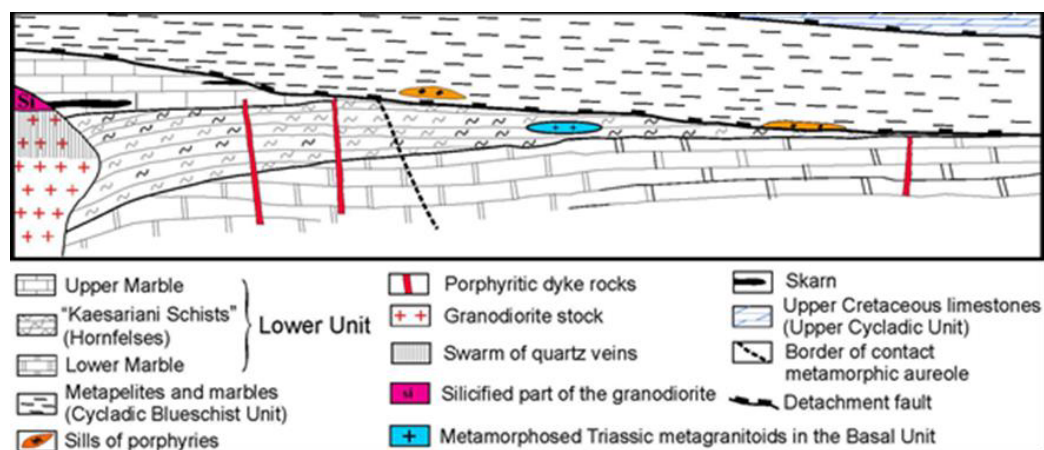 Si
Upper Marble
"Kaesariani Schists"
(Hornfelses)
Lower Marble
Lower Unit
Metapelites and marbles
(Cycladic Blueschist Unit)
Sills of porphyries
Porphyritic dyke rocks
Granodiorite stock
Swarm of quartz veins
si
Silicified part of the granodiorite
Metamorphosed Triassic metagranitoids in the Basal Unit
Skarn
Upper Cretaceous limestones
(Upper Cycladic Unit)
Border of contact
metamorphic aureole
Detachment fault